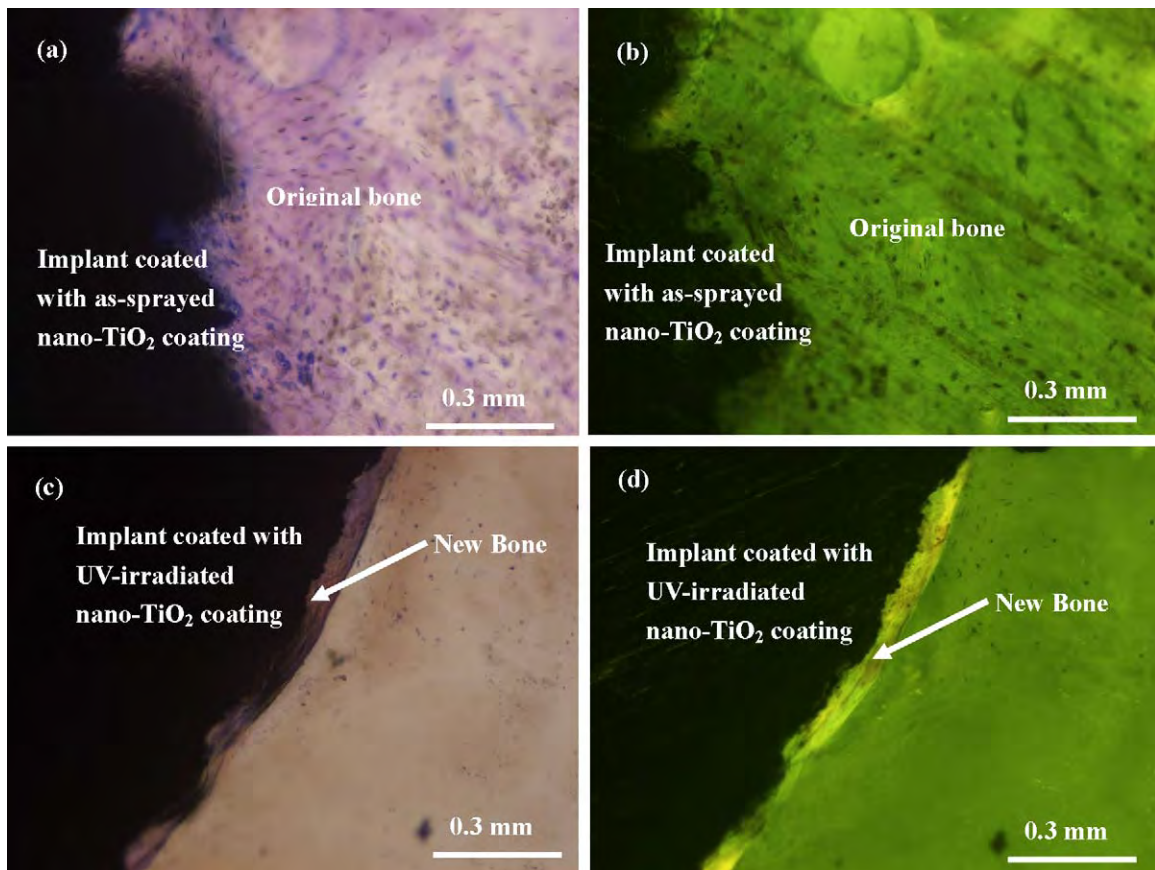 (a)
Original bone
Implant coated
with as-sprayed
nano-TiO₂ coating
0.3 mm
(b)
Original bone
Implant coated
with as-sprayed
nano-TiO₂ coating
0.3 mm
(c)
Implant coated with
UV-irradiated
nano-TiO₂ coating
New Bone
0.3 mm
(d)
Implant coated with
UV-irradiated
nano-TiO₂ coating
New Bone
0.3 mm